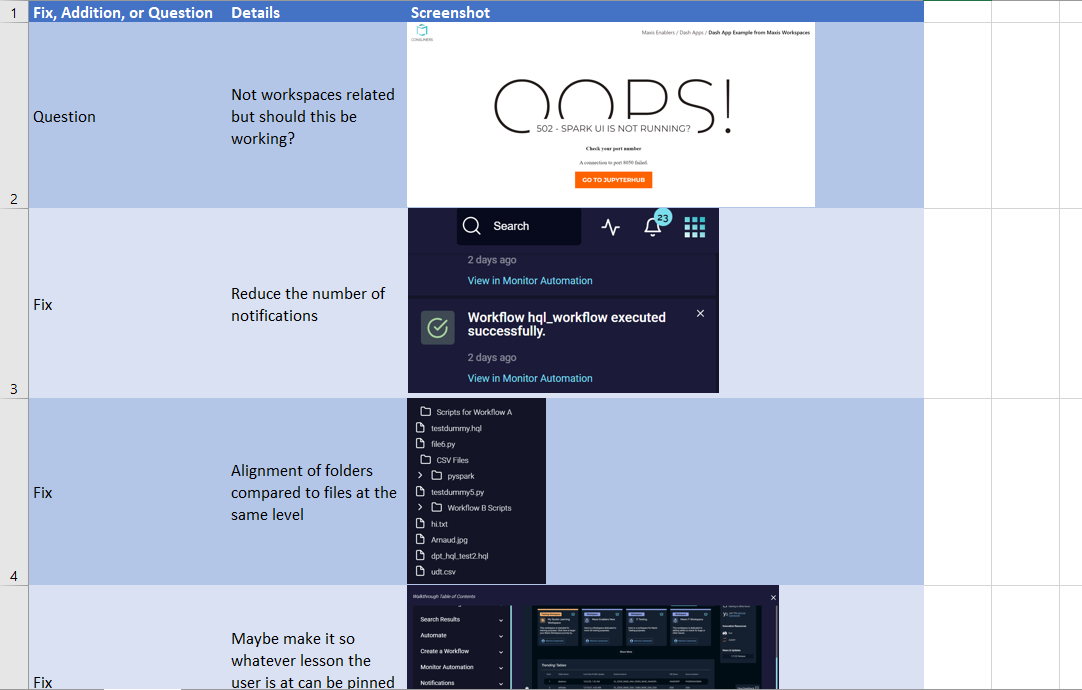 1 Fix, Addition, or Question Details Screenshot
CONSUMERS
Maxis Enablers / Dash Apps / Dash App Example from Maxis Workspaces
OOPS!
502 - SPARK UI IS NOT RUNNING?
Check your port number
A connection to port 8050 failed.
GO TO JUPYTERHUB
Question
Not workspaces related
but should this be
working?
2
Search
23
2 days ago
View in Monitor Automation
Workflow hql_workflow executed
successfully.
2 days ago
View in Monitor Automation
Fix
Reduce the number of
notifications
3
Scripts for Workflow A
testdummy.hql
file6.py
CSV Files
pyspark
testdummy5.py
Workflow B Scripts
hi.txt
Arnaud.jpg
dpt_hql_test2.hql
udt.csv
Fix
Alignment of folders
compared to files at the
same level
4
Walkthrough Table of Contents
Search Results
Automate
Create a Workflow
Monitor Automation
Notifications
Trending Tables
Fix
Maybe make it so
whatever lesson the
user is at can be pinned